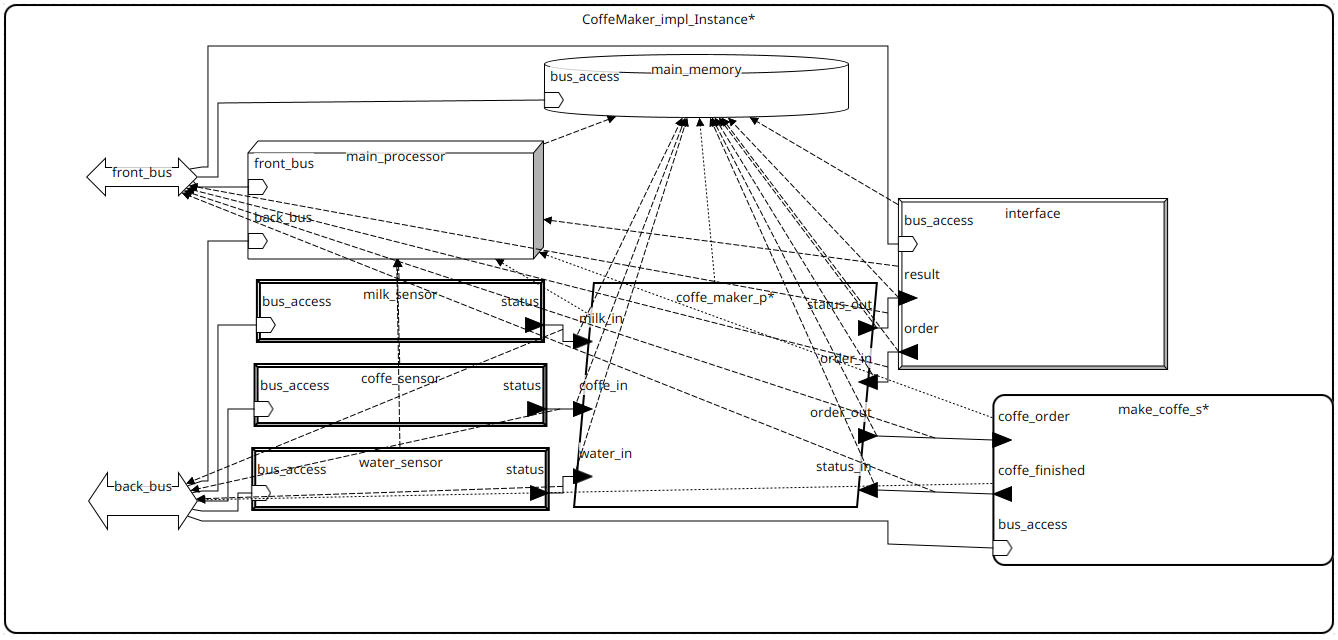 CoffeMaker_impl_Instance*
main_memory
bus_access
main_processor
front_bus
front_bus
back_bus
interface
bus_access
result
order
milk_sensor
bus_access
status
coffe_maker_p*
status_out
milk_in
order_in
coffe_sensor
bus_access
status
coffe_in
order_out
make_coffe_s*
coffe_order
water_sensor
bus_access
status
water_in
status_in
coffe_finished
back_bus
bus_access